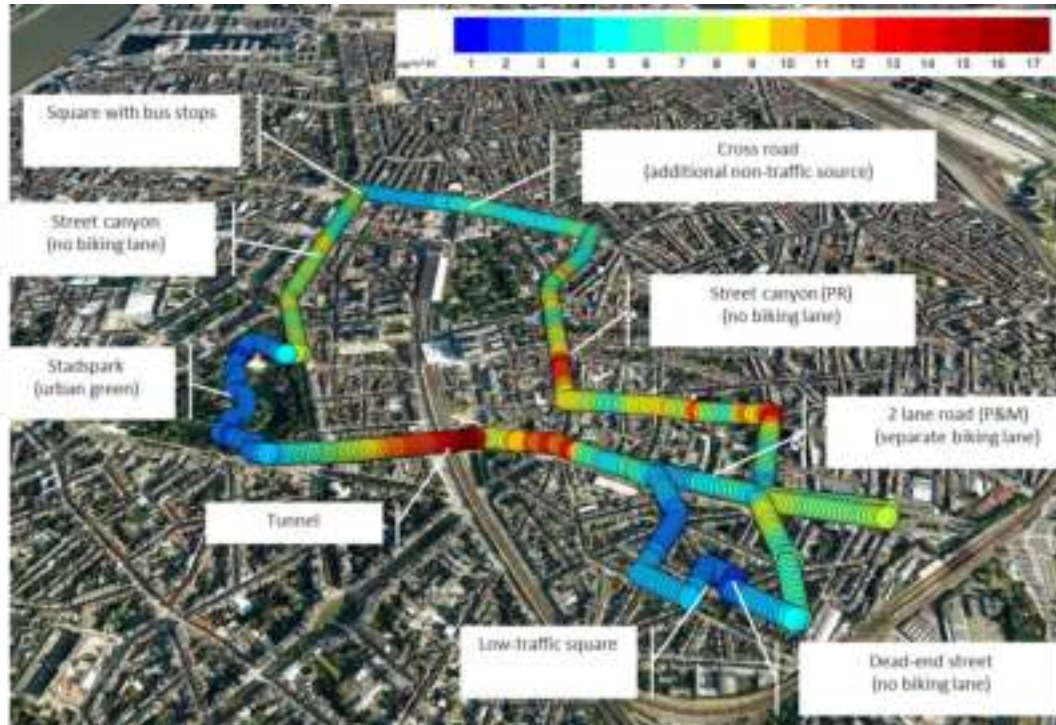 1 2 3 4 5 6 7 8 9 10 11 12 13 14 15 16 17
Square with bus stops
Cross road
(additional non-traffic source)
Street canyon
(no biking lane)
Street canyon (PR)
(no biking lane)
Stadspark
(urban green)
2 lane road (P&M)
(separate biking lane)
Tunnel
Low-traffic square
Dead-end street
(no biking lane)